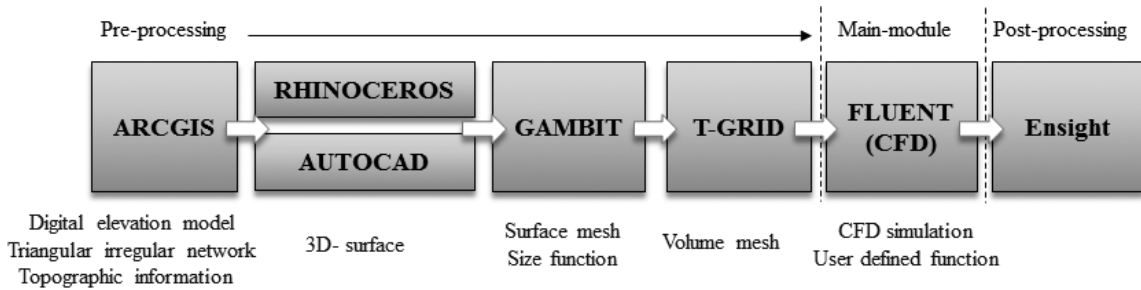 Pre-processing
Main-module
Post-processing
ARCGIS
RHINOCEROS
AUTOCAD
GAMBIT
T-GRID
FLUENT
(CFD)
Ensight
Digital elevation model
Triangular irregular network
Topographic information
3D- surface
Surface mesh
Size function
Volume mesh
CFD simulation
User defined function